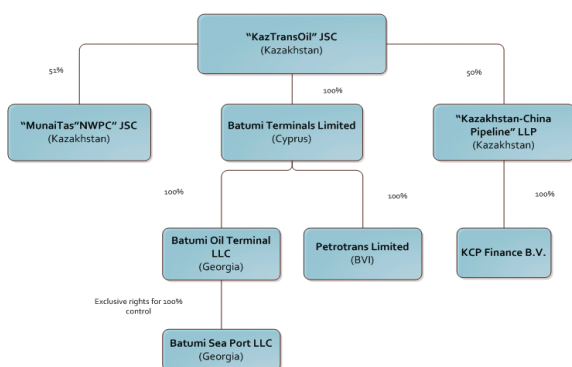 “KazTransOil” JSC
(Kazakhstan)
51%
100%
50%
“MunaiTas”NWPC” JSC
(Kazakhstan)
Batumi Terminals Limited
(Cyprus)
“Kazakhstan-China
Pipeline” LLP
(Kazakhstan)
100%
100%
100%
Batumi Oil Terminal
LLC
(Georgia)
Petrotrans Limited
(BVI)
KCP Finance B.V.
Exclusive rights for 100%
control
Batumi Sea Port LLC
(Georgia)